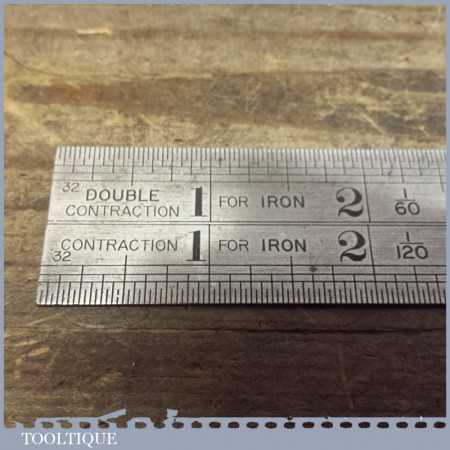 32 DOUBLE CONTRACTION 1 FOR IRON 2 1/60
CONTRACTION 1 FOR IRON 2 1/120
32
TOOLTIQUE